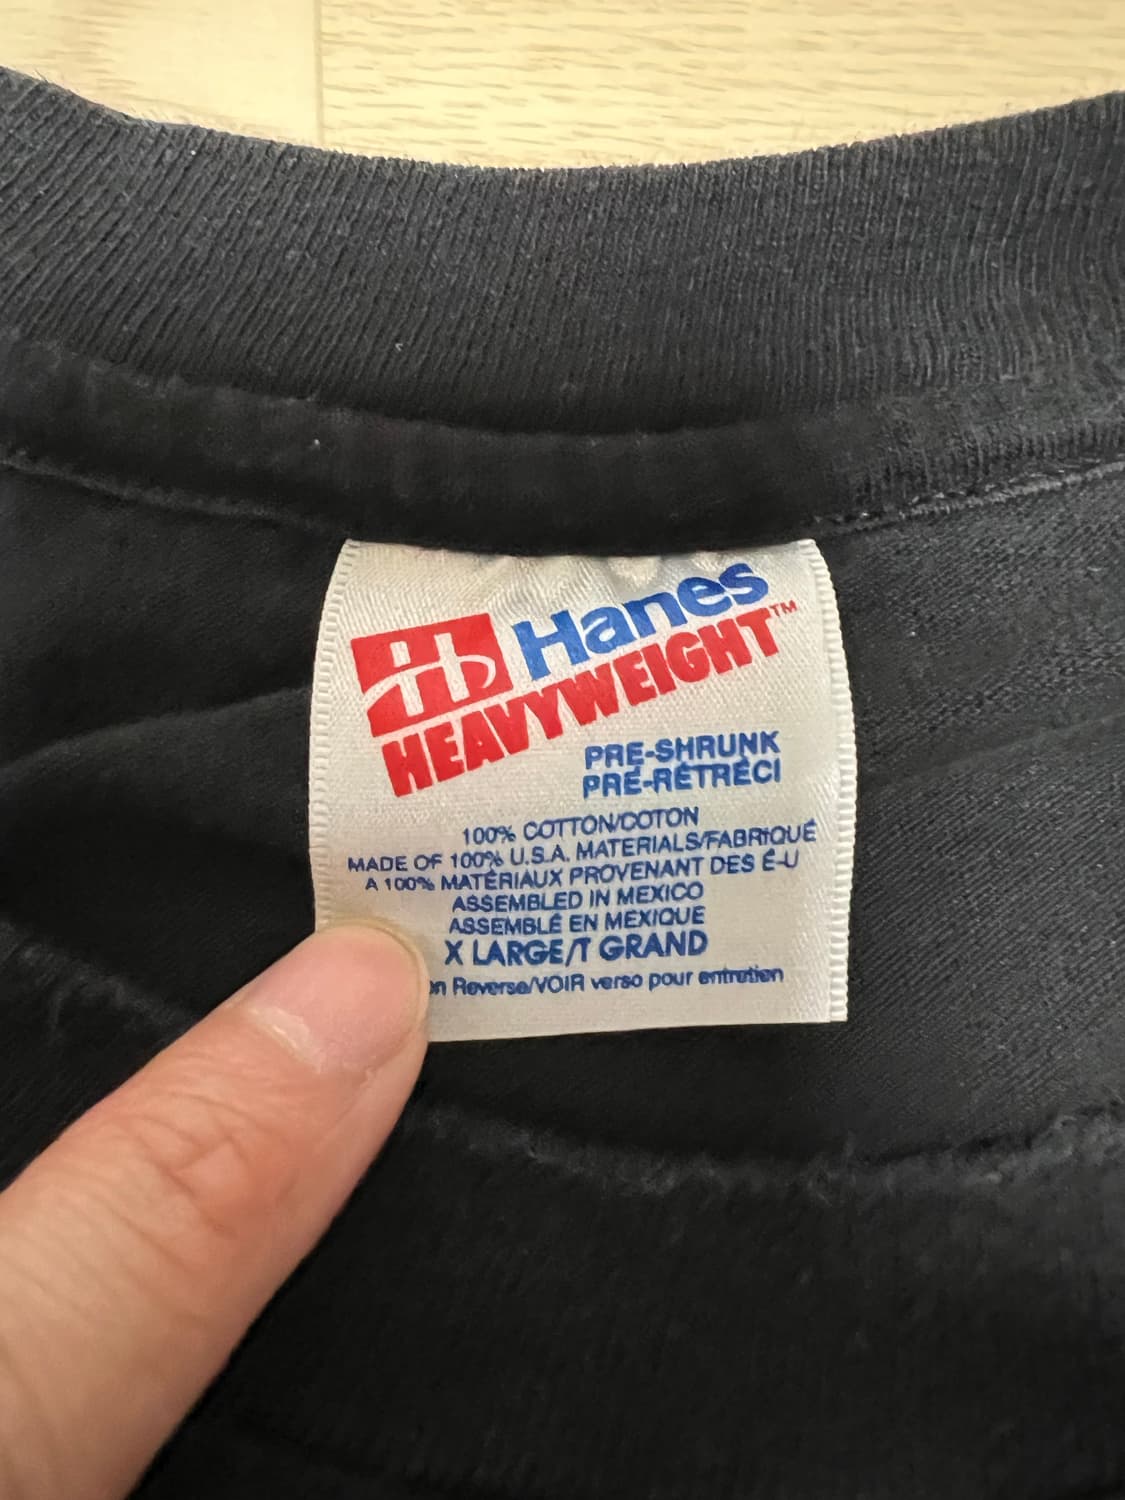 Hanes
HEAVYWEIGHT™
PRE-SHRUNK
PRÉ-RÉTRÉCI
100% COTTON/COTON
MADE OF 100% U.S.A. MATERIALS/FABRIQUÉ
A 100% MATÉRIAUX PROVENANT DES É-U
ASSEMBLED IN MEXICO
ASSEMBLÉ EN MEXIQUE
X LARGE/T GRAND
on Reverse/VOIR verso pour entretien